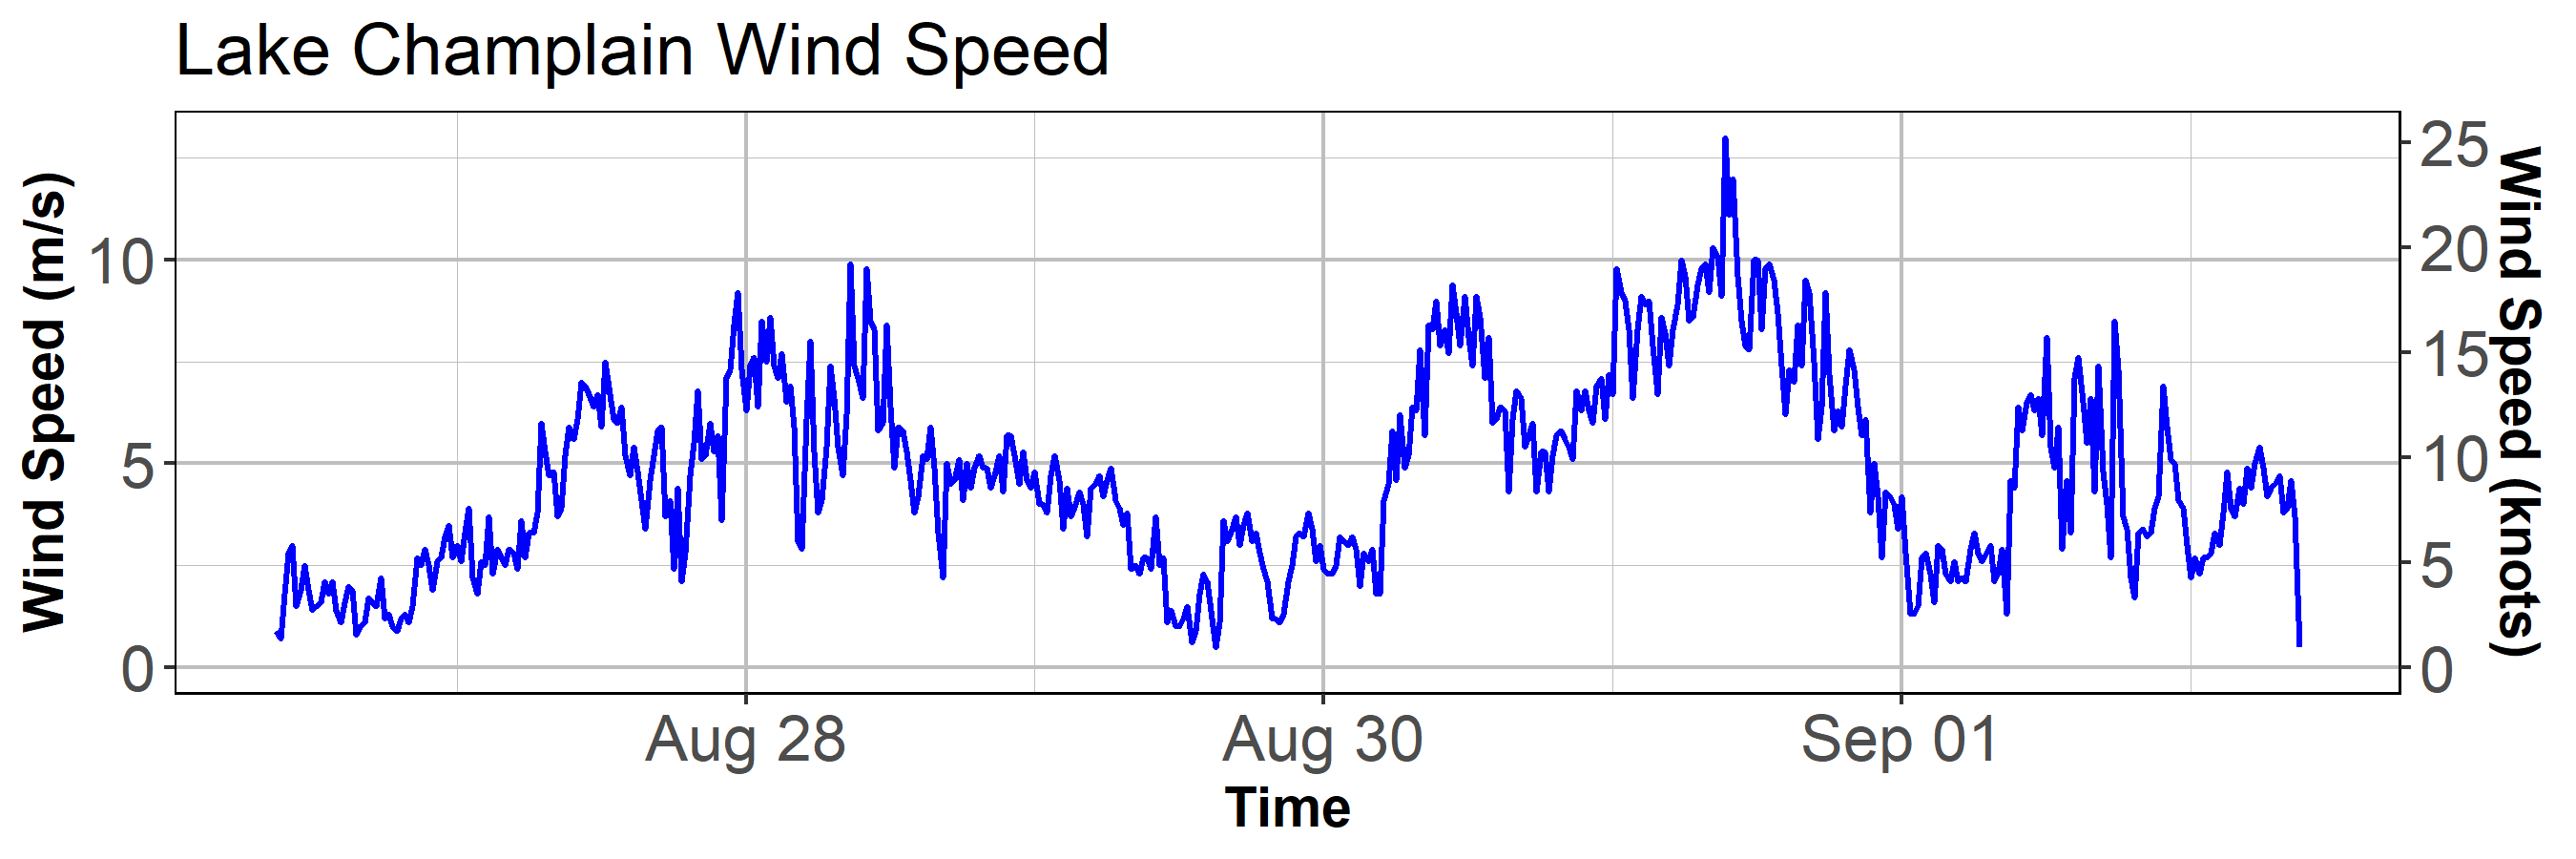 Lake Champlain Wind Speed
Wind Speed (m/s)
10
5
0
25
20
15
10
5
0
Wind Speed (knots)
Aug 28
Aug 30
Sep 01
Time